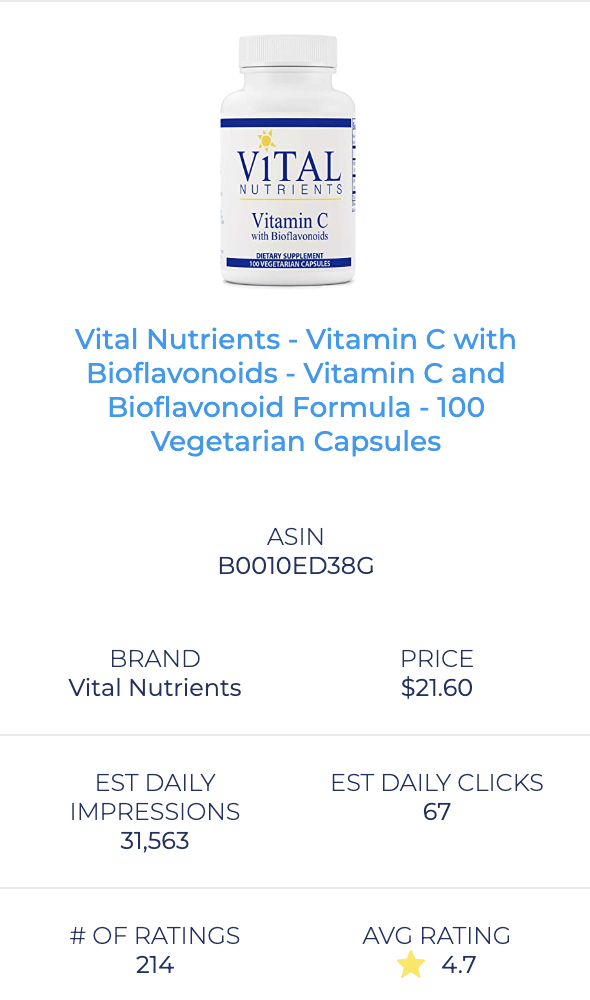 ViTAL
NUTRIENTS
Vitamin C
with Bioflavonoids
DIETARY SUPPLEMENT
100 VEGETARIAN CAPSULES
Vital Nutrients - Vitamin C with
Bioflavonoids - Vitamin C and
Bioflavonoid Formula - 100
Vegetarian Capsules
ASIN
B0010ED38G
BRAND
Vital Nutrients
PRICE
$21.60
EST DAILY
IMPRESSIONS
31,563
EST DAILY CLICKS
67
# OF RATINGS
214
AVG RATING
4.7